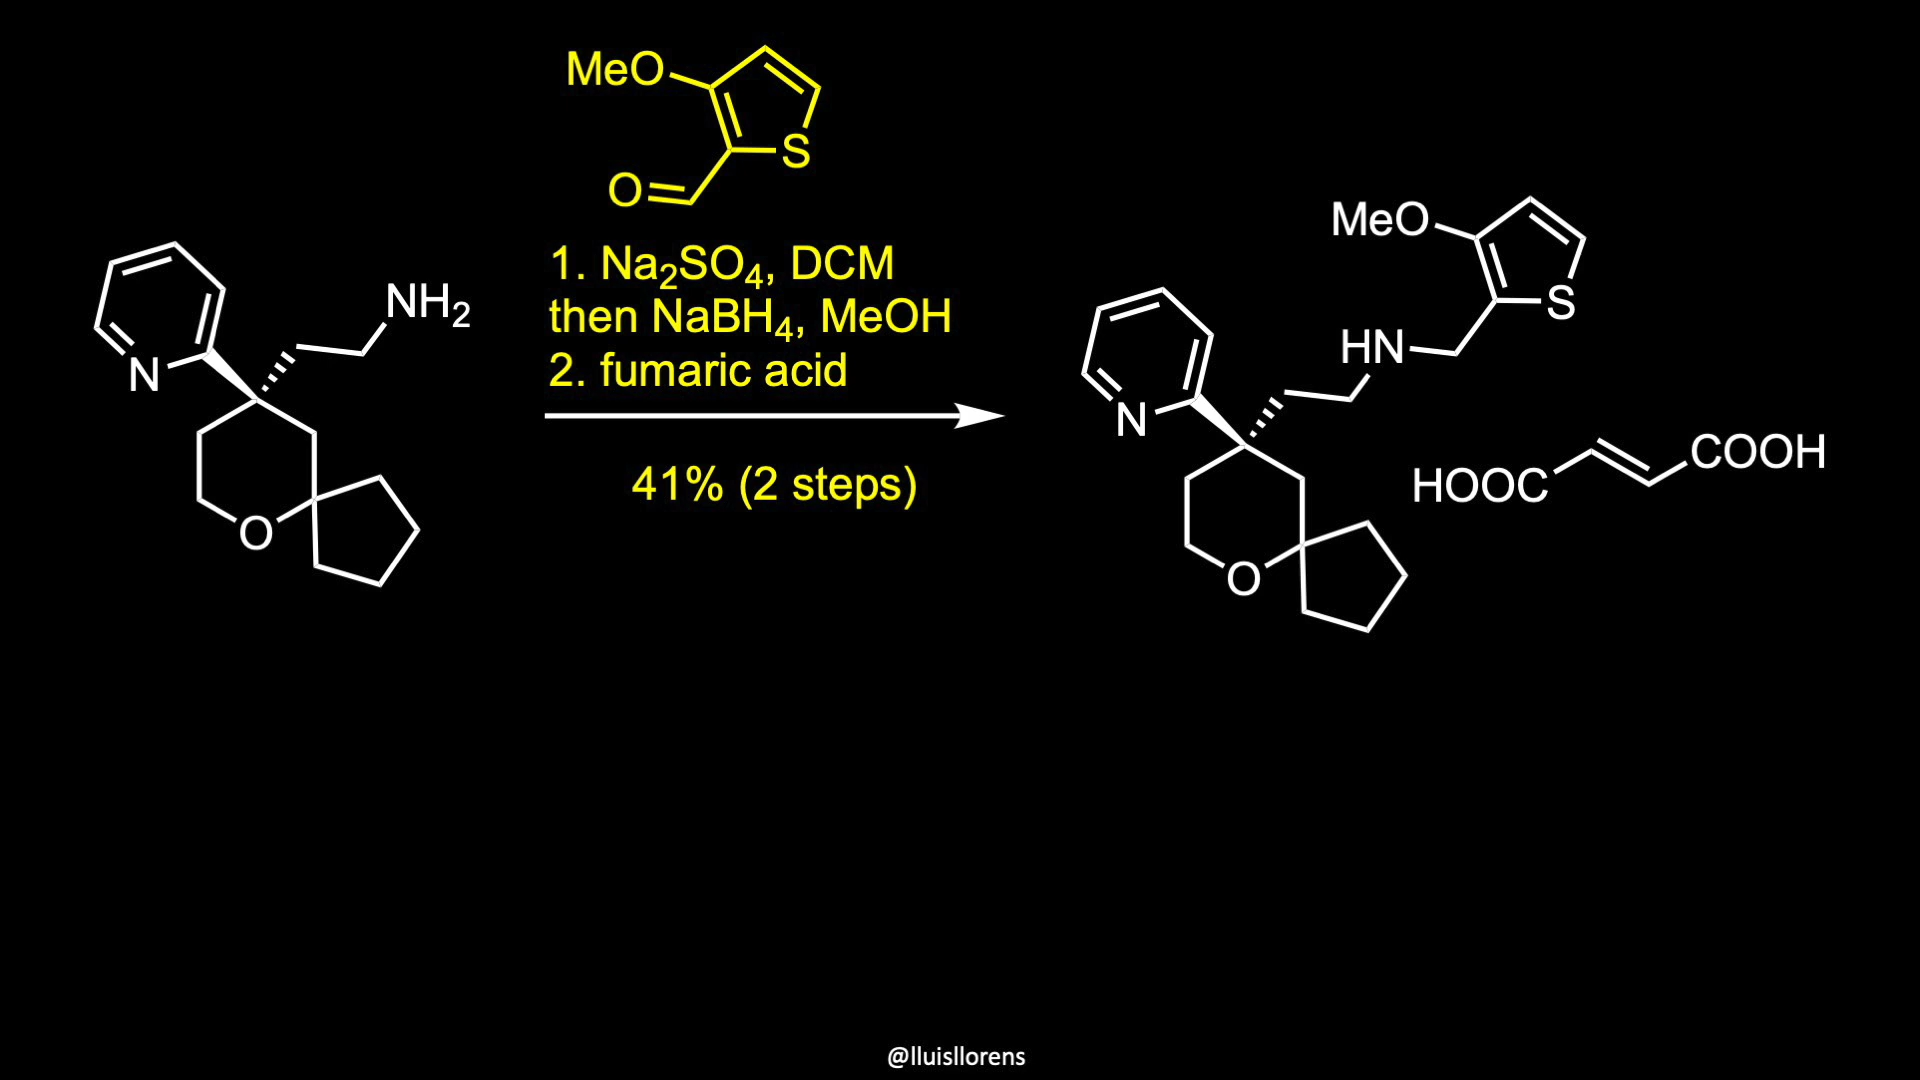 MeO
S
O
1. Na₂SO₄, DCM
then NaBH₄, MeOH
2. fumaric acid
41% (2 steps)
NH₂
N
O
MeO
S
HN
N
O
HOOC
COOH
@lluisllorens